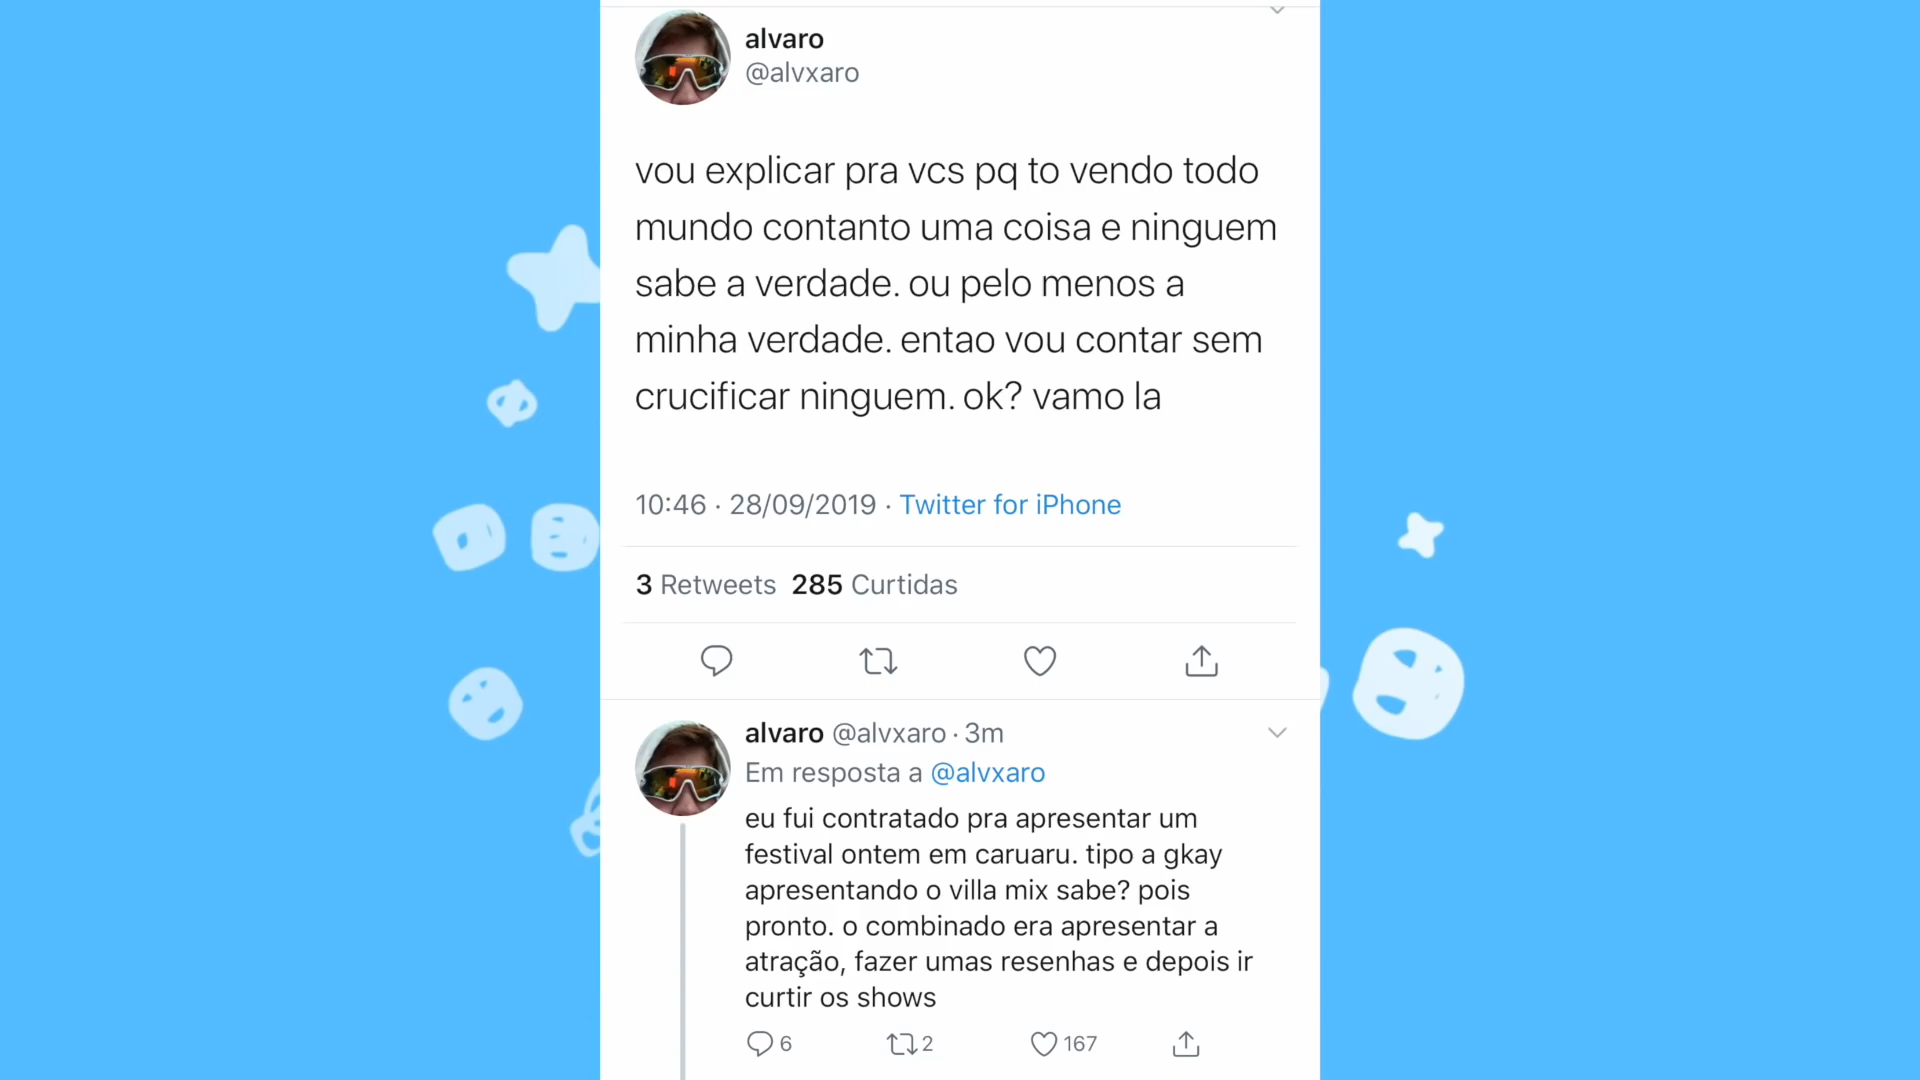 alvaro
@alvxaro
vou explicar pra vcs pq to vendo todo
mundo contanto uma coisa e ninguem
sabe a verdade. ou pelo menos a
minha verdade. entao vou contar sem
crucificar ninguem. ok? vamo la
10:46 · 28/09/2019 · Twitter for iPhone
3 Retweets 285 Curtidas
alvaro @alvxaro · 3m
Em resposta a @alvxaro
eu fui contratado pra apresentar um
festival ontem em caruaru. tipo a gkay
apresentando o villa mix sabe? pois
pronto. o combinado era apresentar a
atração, fazer umas resenhas e depois ir
curtir os shows
6 2 167